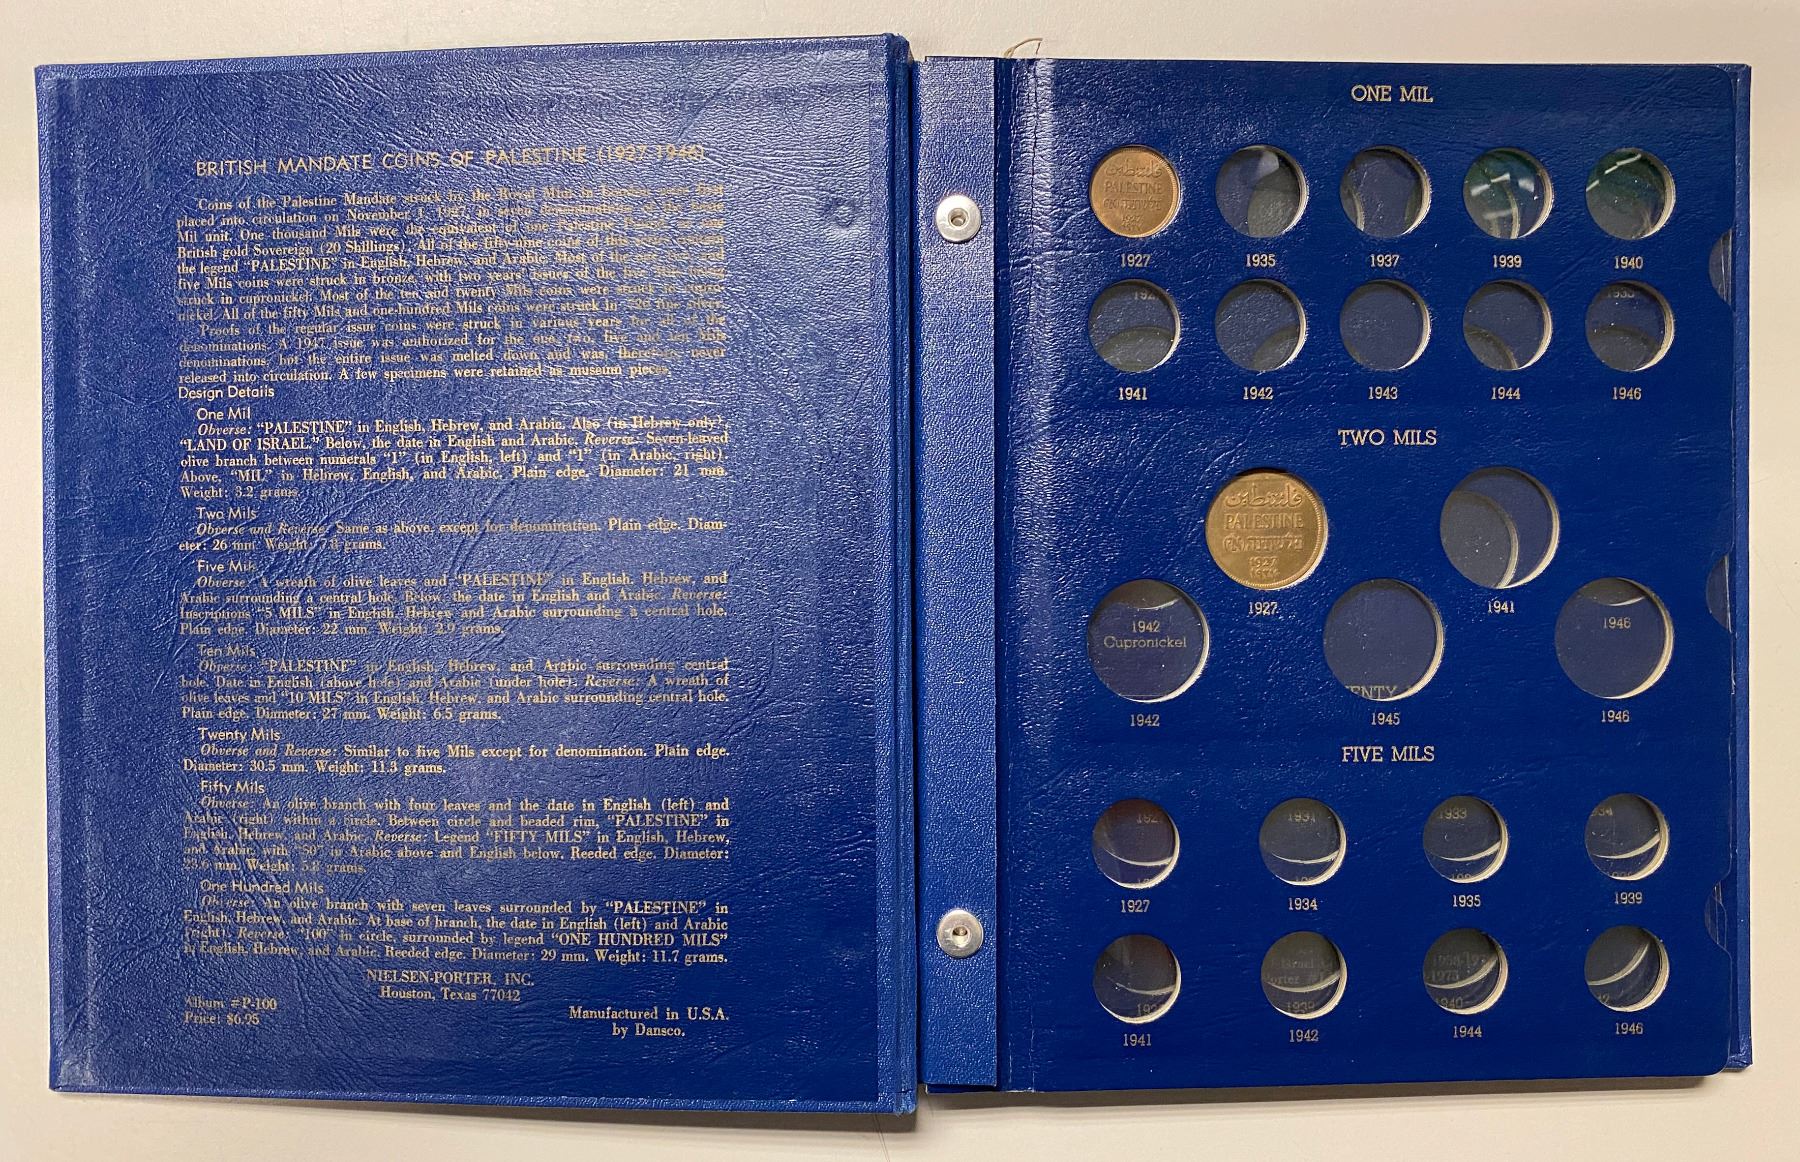 BRITISH MANDATE COINS OF PALESTINE (1927-1946)
Coins of the Palestine Mandate struck by the Royal Mint in London were first
placed into circulation on November 1, 1927, in seven denominations
Mil unit. One thousand Mils were the equivalent of one Palestine
British gold Sovereign (20 Shillings). All of the fifty-nine coins of this
the legend "PALESTINE" in English, Hebrew, and Arabic. Most of the one, two and
five Mils coins were struck in bronze, with two years' issues of the five Mils being
struck in cupronickel. Most of the ten and twenty Mils coins were struck in cupro-
nickel. All of the fifty Mils and one-hundred Mils coins were struck in .720 fine silver.
Proofs of the regular issue coins were struck in various years for all of the
denominations. A 1947 issue was authorized for the one, two, five and ten Mils
denominations, but the entire issue was melted down and was, therefore, never
released into circulation. A few specimens were retained as museum pieces.
Design Details
One Mil
Obverse: "PALESTINE" in English, Hebrew, and Arabic. Also (in Hebrew only),
"LAND OF ISRAEL." Below, the date in English and Arabic. Reverse: Seven-leaved
olive branch between numerals "1" (in English, left) and "1" (in Arabic, right).
Above, "MIL" in Hebrew, English, and Arabic. Plain edge. Diameter: 21 mm.
Weight: 3.2 grams.
Two Mils
Obverse and Reverse: Same as above, except for denomination. Plain edge. Diam-
eter: 26 mm. Weight: 7.8 grams.
Five Mils
Obverse: A wreath of olive leaves and "PALESTINE" in English, Hebrew, and
Arabic surrounding a central hole. Below, the date in English and Arabic. Reverse:
Inscriptions "5 MILS" in English, Hebrew and Arabic surrounding a central hole.
Plain edge. Diameter: 22 mm. Weight: 2.9 grams.
Ten Mils
Obverse: "PALESTINE" in English, Hebrew, and Arabic surrounding central
hole. Date in English (above hole) and Arabic (under hole). Reverse: A wreath of
olive leaves and "10 MILS" in English, Hebrew, and Arabic surrounding central hole.
Plain edge. Diameter: 27 mm. Weight: 6.5 grams.
Twenty Mils
Obverse and Reverse: Similar to five Mils except for denomination. Plain edge.
Diameter: 30.5 mm. Weight: 11.3 grams.
Fifty Mils
Obverse: An olive branch with four leaves and the date in English (left) and
Arabic (right) within a circle. Between circle and beaded rim, "PALESTINE" in
English, Hebrew, and Arabic. Reverse: Legend "FIFTY MILS" in English, Hebrew,
and Arabic, with "50" in Arabic above and English below. Reeded edge. Diameter:
23.6 mm. Weight: 5.8 grams.
One Hundred Mils
Obverse: An olive branch with seven leaves surrounded by "PALESTINE" in
English, Hebrew, and Arabic. At base of branch, the date in English (left) and Arabic
(right). Reverse: "100" in circle, surrounded by legend "ONE HUNDRED MILS"
in English, Hebrew, and Arabic. Reeded edge. Diameter: 29 mm. Weight: 11.7 grams.
NIELSEN-PORTER, INC.
Houston, Texas 77042
Album #P-100
Price: $6.95
Manufactured in U.S.A.
by Dansco.
ONE MIL
فلسطين
PALESTINE
פלשתינה (א״י)
1927
1927 1935 1937 1939 1940
1941 1942 1943 1944 1946
TWO MILS
فلسطين
PALESTINE
פלשתינה (א״י)
1927
١٩٢٧
1927 1941
1942
Cupronickel
1946
ENTY
1942 1945 1946
FIVE MILS
1931 1933
1927 1934 1935 1939
Israel
1973
1939 1940
1941 1942 1944 1946